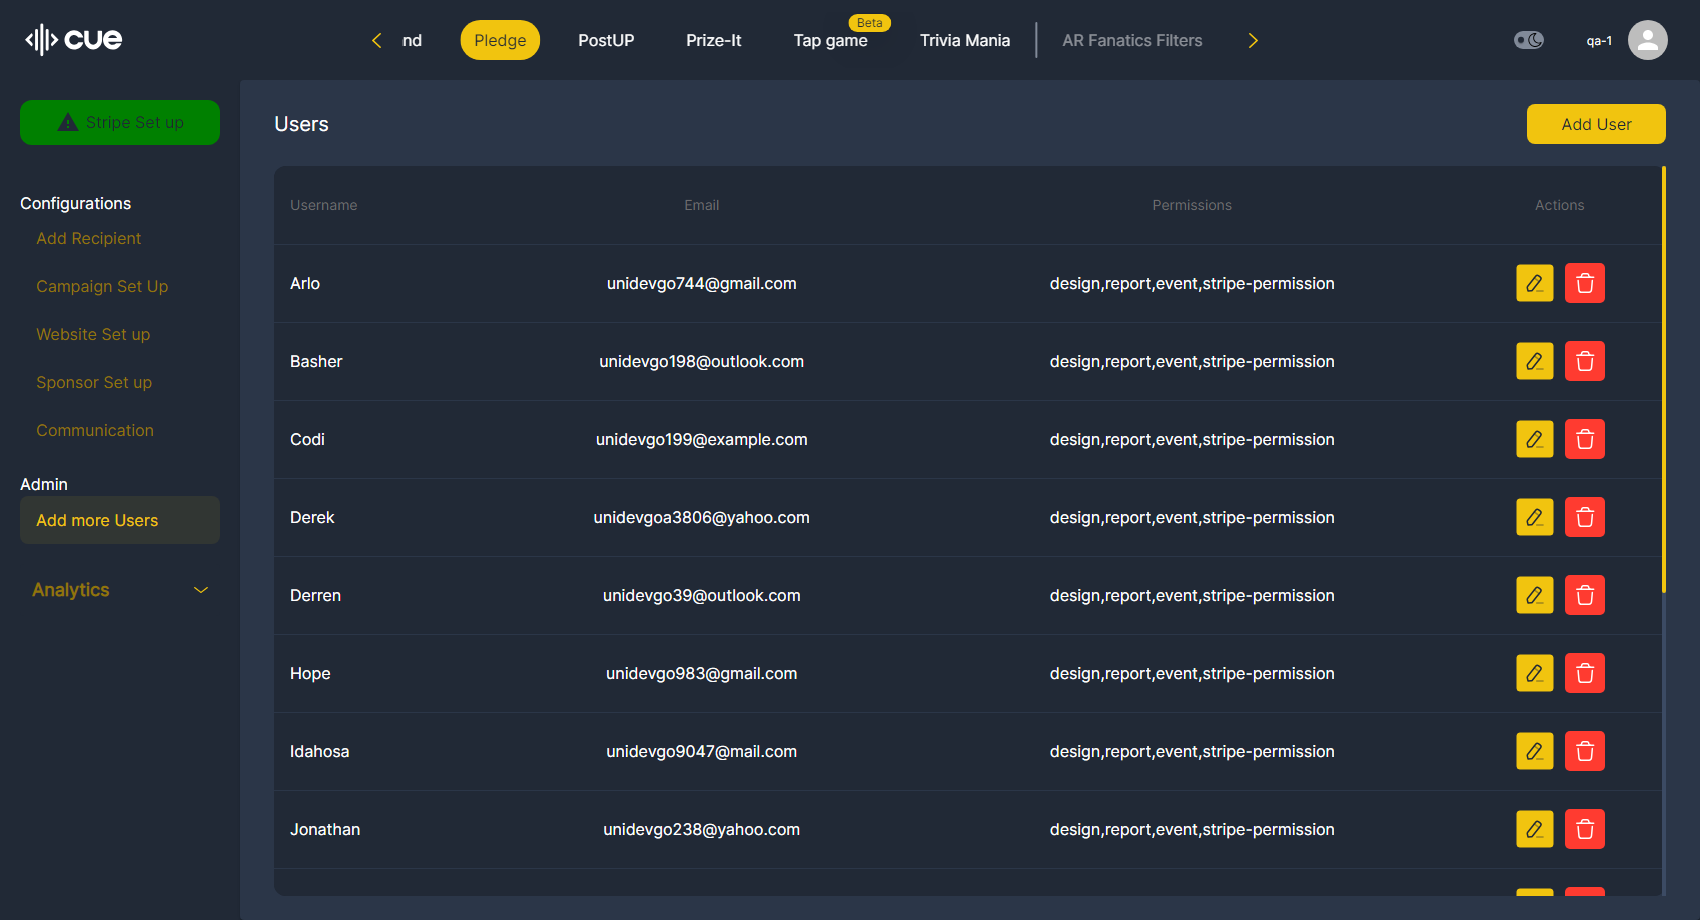 cue
nd Pledge PostUP Prize-It Tap game Beta Trivia Mania AR Fanatics Filters qa-1
Stripe Set up
Configurations
Add Recipient
Campaign Set Up
Website Set up
Sponsor Set up
Communication
Admin
Add more Users
Analytics
Users Add User
Username Email Permissions Actions
Arlo unidevgo744@gmail.com design,report,event,stripe-permission
Basher unidevgo198@outlook.com design,report,event,stripe-permission
Codi unidevgo199@example.com design,report,event,stripe-permission
Derek unidevgoa3806@yahoo.com design,report,event,stripe-permission
Derren unidevgo39@outlook.com design,report,event,stripe-permission
Hope unidevgo983@gmail.com design,report,event,stripe-permission
Idahosa unidevgo9047@mail.com design,report,event,stripe-permission
Jonathan unidevgo238@yahoo.com design,report,event,stripe-permission